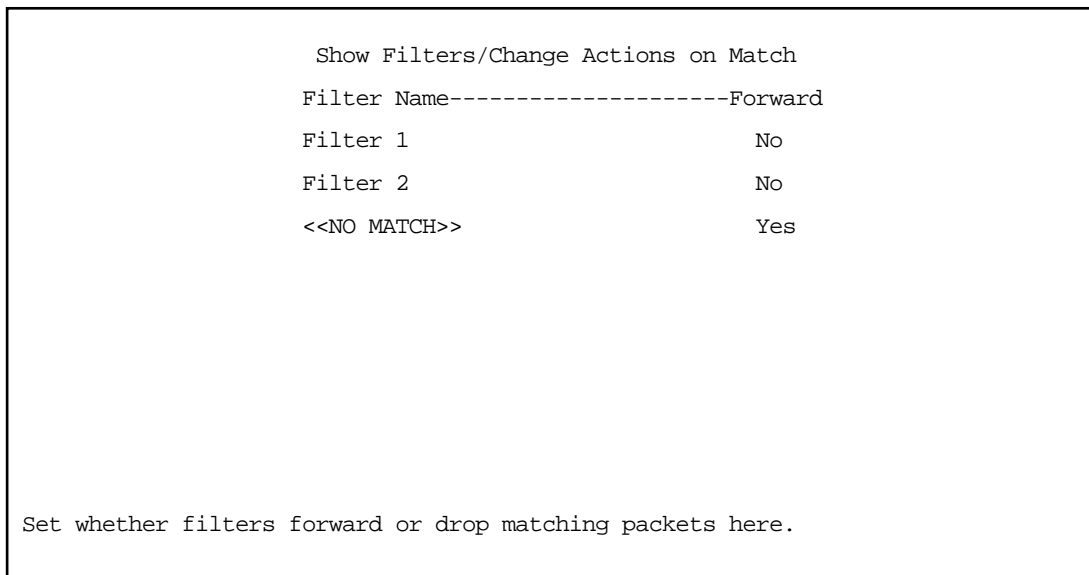 Show Filters/Change Actions on Match
Filter Name---------------------Forward
Filter 1 No
Filter 2 No
<<NO MATCH>> Yes
Set whether filters forward or drop matching packets here.